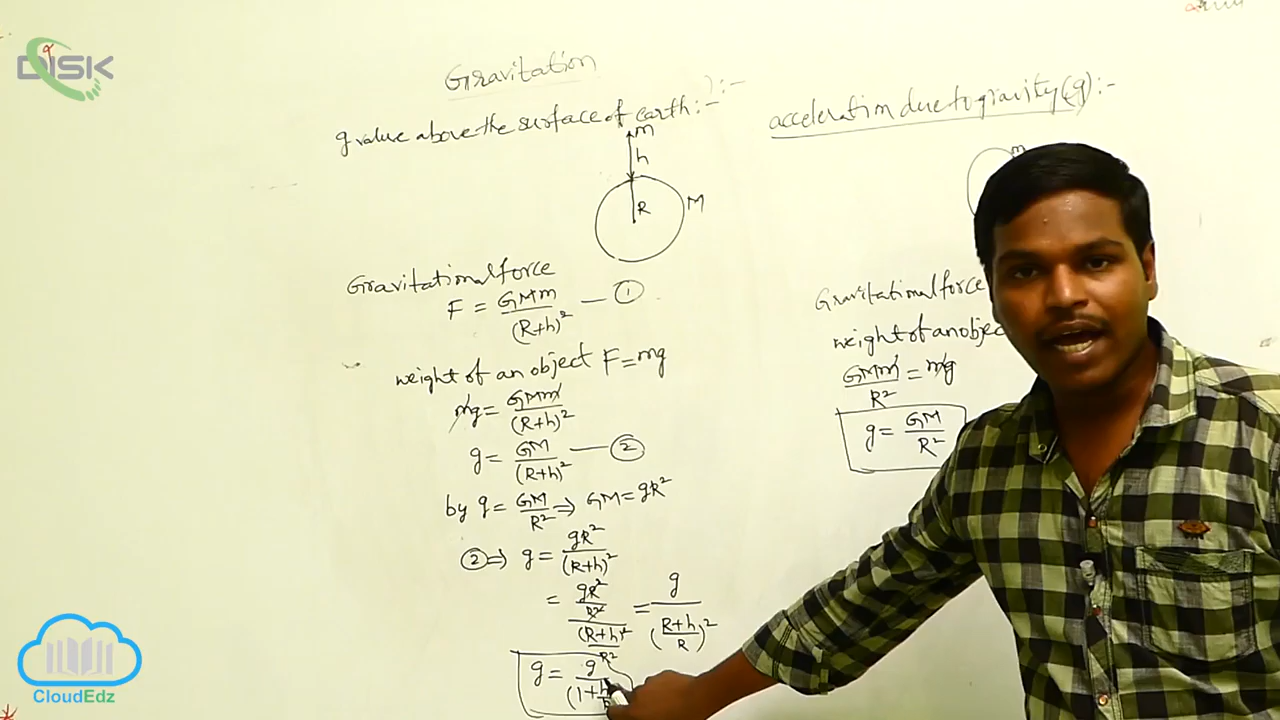 DISK
Gravitation
g value above the surface of earth:-
):-
m
h
R
M
Gravitational force
F = GMm/(R+h)² — ①
weight of an object F=mg
mg = GMm/(R+h)²
g = GM/(R+h)² — ②
by g = GM/R² ⇒ GM = gR²
② ⇒ g = gR²/(R+h)²
= (gR²/R²)/((R+h)²/R²) = g/((R+h)/R)²
g = g/(1+h
acceleration due to gravity(g):-
m
Gravitational force
weight of an objec
GMm/R² = mg
g = GM/R²
CloudEdz